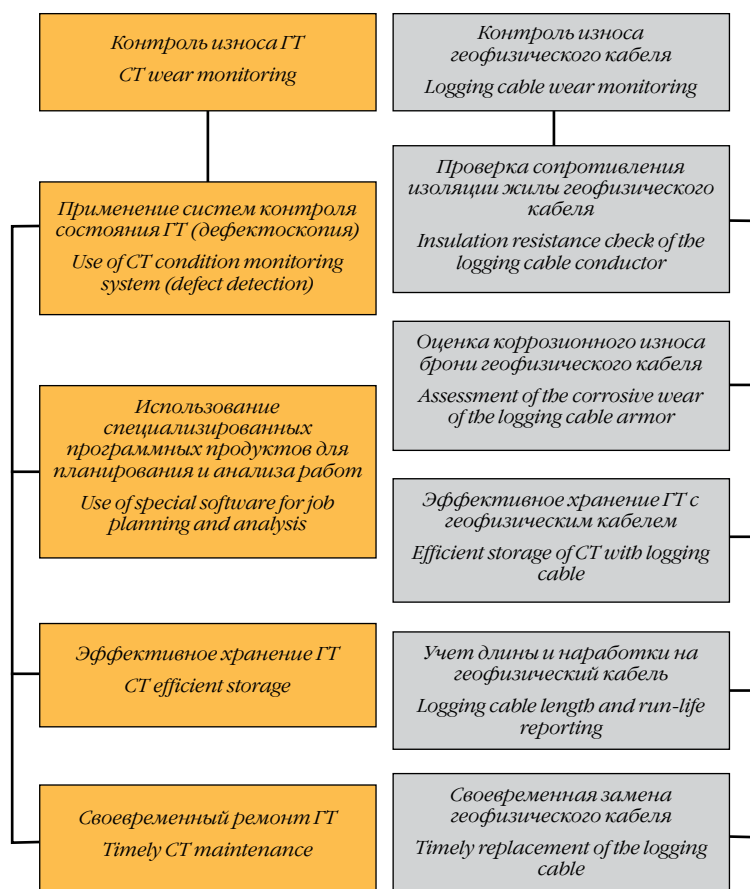 Контроль износа ГТ
CT wear monitoring
Применение систем контроля
состояния ГТ (дефектоскопия)
Use of CT condition monitoring
system (defect detection)
Использование
специализированных
программных продуктов для
планирования и анализа работ
Use of special software for job
planning and analysis
Эффективное хранение ГТ
CT efficient storage
Своевременный ремонт ГТ
Timely CT maintenance
Контроль износа
геофизического кабеля
Logging cable wear monitoring
Проверка сопротивления
изоляции жилы геофизического
кабеля
Insulation resistance check of the
logging cable conductor
Оценка коррозионного износа
брони геофизического кабеля
Assessment of the corrosive wear
of the logging cable armor
Эффективное хранение ГТ с
геофизическим кабелем
Efficient storage of CT with logging
cable
Учет длины и наработки на
геофизический кабель
Logging cable length and run-life
reporting
Своевременная замена
геофизического кабеля
Timely replacement of the logging
cable